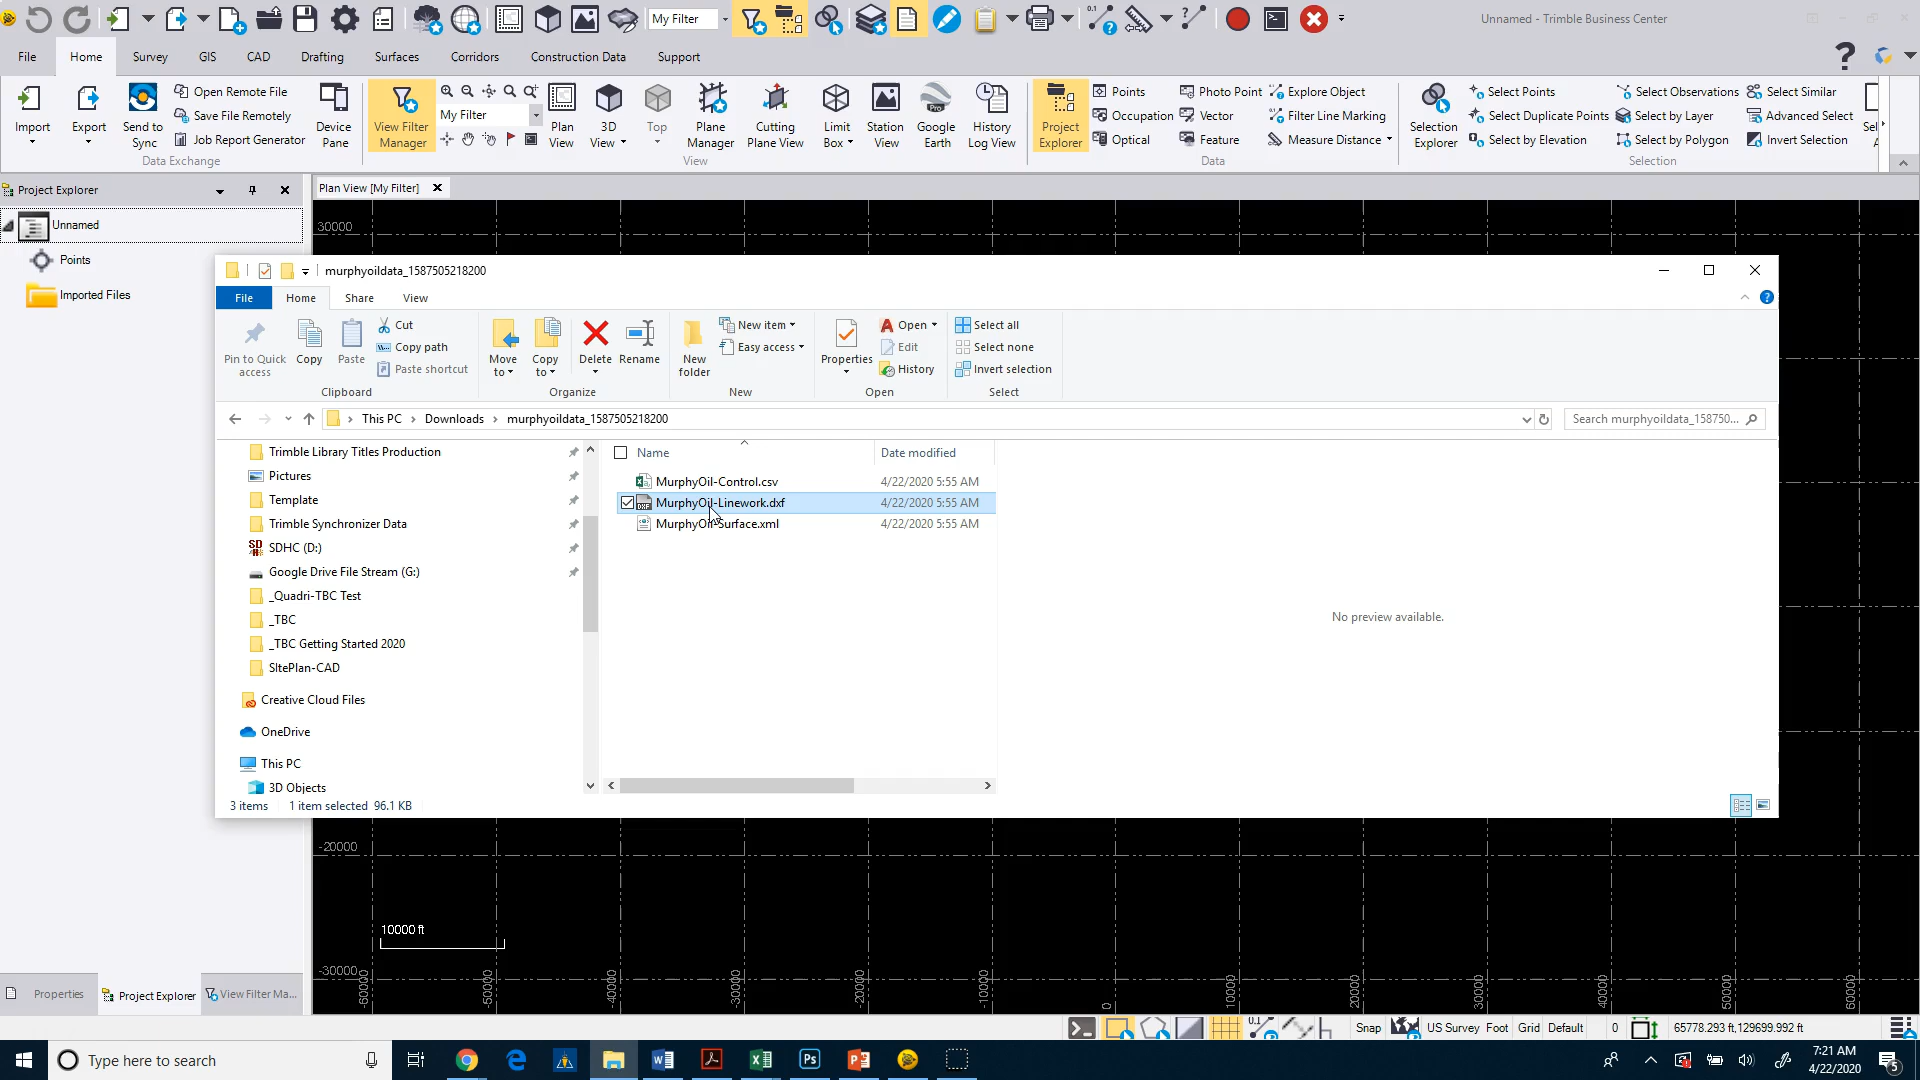 My Filter
Unnamed - Trimble Business Center
File Home Survey GIS CAD Drafting Surfaces Corridors Construction Data Support
Import
Export
Send to Sync
Open Remote File
Save File Remotely
Job Report Generator
Device Pane
Data Exchange
View Filter Manager
My Filter
Plan View
3D View
Top
Plane Manager
Cutting Plane View
Limit Box
Station View
Google Earth
History Log View
View
Project Explorer
Points
Occupation
Optical
Photo Point
Vector
Feature
Explore Object
Filter Line Marking
Measure Distance
Data
Selection Explorer
Select Points
Select Duplicate Points
Select by Elevation
Select Observations
Select by Layer
Select by Polygon
Select Similar
Advanced Select
Invert Selection
Selection
Project Explorer
Unnamed
Points
Imported Files
Plan View [My Filter]
30000
murphyoildata_1587505218200
File Home Share View
Pin to Quick access
Copy
Paste
Cut
Copy path
Paste shortcut
Clipboard
Move to
Copy to
Delete
Rename
Organize
New folder
New item
Easy access
New
Properties
Open
Edit
History
Open
Select all
Select none
Invert selection
Select
This PC
Downloads
murphyoildata_1587505218200
Search murphyoildata_158750...
Trimble Library Titles Production
Pictures
Template
Trimble Synchronizer Data
SDHC (D:)
Google Drive File Stream (G:)
_Quadri-TBC Test
_TBC
_TBC Getting Started 2020
SItePlan-CAD
Creative Cloud Files
OneDrive
This PC
3D Objects
Name Date modified
MurphyOil-Control.csv 4/22/2020 5:55 AM
MurphyOil-Linework.dxf 4/22/2020 5:55 AM
MurphyOil-Surface.xml 4/22/2020 5:55 AM
No preview available.
3 items 1 item selected 96.1 KB
-20000
10000 ft
-30000
-60000 -50000 -40000 -30000 -20000 -10000 0 10000 20000 30000 40000 50000 60000
Properties Project Explorer View Filter Ma...
Snap US Survey Foot Grid Default 0 65778.293 ft,129699.992 ft
Type here to search
7:21 AM
4/22/2020
5